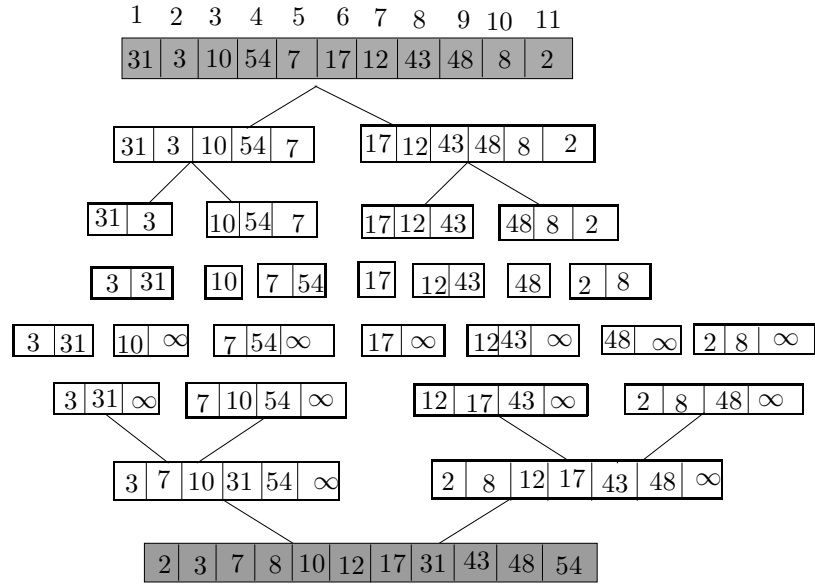 1 2 3 4 5 6 7 8 9 10 11
31 3 10 54 7 17 12 43 48 8 2
31 3 10 54 7 17 12 43 48 8 2
31 3 10 54 7 17 12 43 48 8 2
3 31 10 7 54 17 12 43 48 2 8
3 31 10 ∞ 7 54 ∞ 17 ∞ 12 43 ∞ 48 ∞ 2 8 ∞
3 31 ∞ 7 10 54 ∞ 12 17 43 ∞ 2 8 48 ∞
3 7 10 31 54 ∞ 2 8 12 17 43 48 ∞
2 3 7 8 10 12 17 31 43 48 54